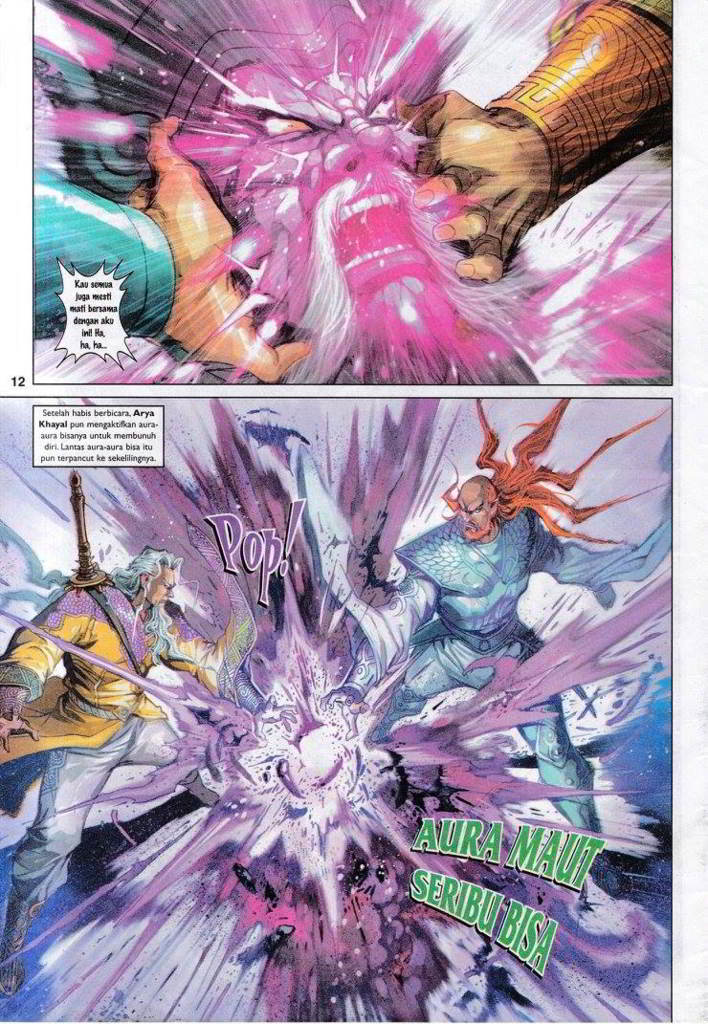 Kau semua
juga mesti
mati bersama
dengan aku
ini! Ha,
ha, ha...
12
Setelah habis berbicara, Arya
Khayal pun mengaktifkan aura-
aura bisanya untuk membunuh
diri. Lantas aura-aura bisa itu
pun terpancut ke sekelilingnya.
Pop!
AURA MAUT
SERIBU BISA